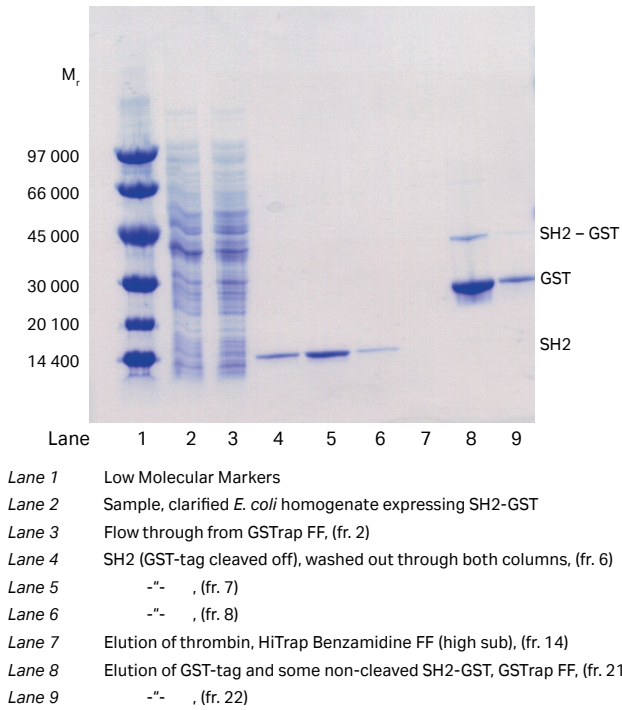 Mr
97 000
66 000
45 000
30 000
20 100
14 400
SH2 – GST
GST
SH2
Lane 1 2 3 4 5 6 7 8 9
Lane 1 Low Molecular Markers
Lane 2 Sample, clarified E. coli homogenate expressing SH2-GST
Lane 3 Flow through from GSTrap FF, (fr. 2)
Lane 4 SH2 (GST-tag cleaved off), washed out through both columns, (fr. 6)
Lane 5 -"- , (fr. 7)
Lane 6 -"- , (fr. 8)
Lane 7 Elution of thrombin, HiTrap Benzamidine FF (high sub), (fr. 14)
Lane 8 Elution of GST-tag and some non-cleaved SH2-GST, GSTrap FF, (fr. 21
Lane 9 -"- , (fr. 22)